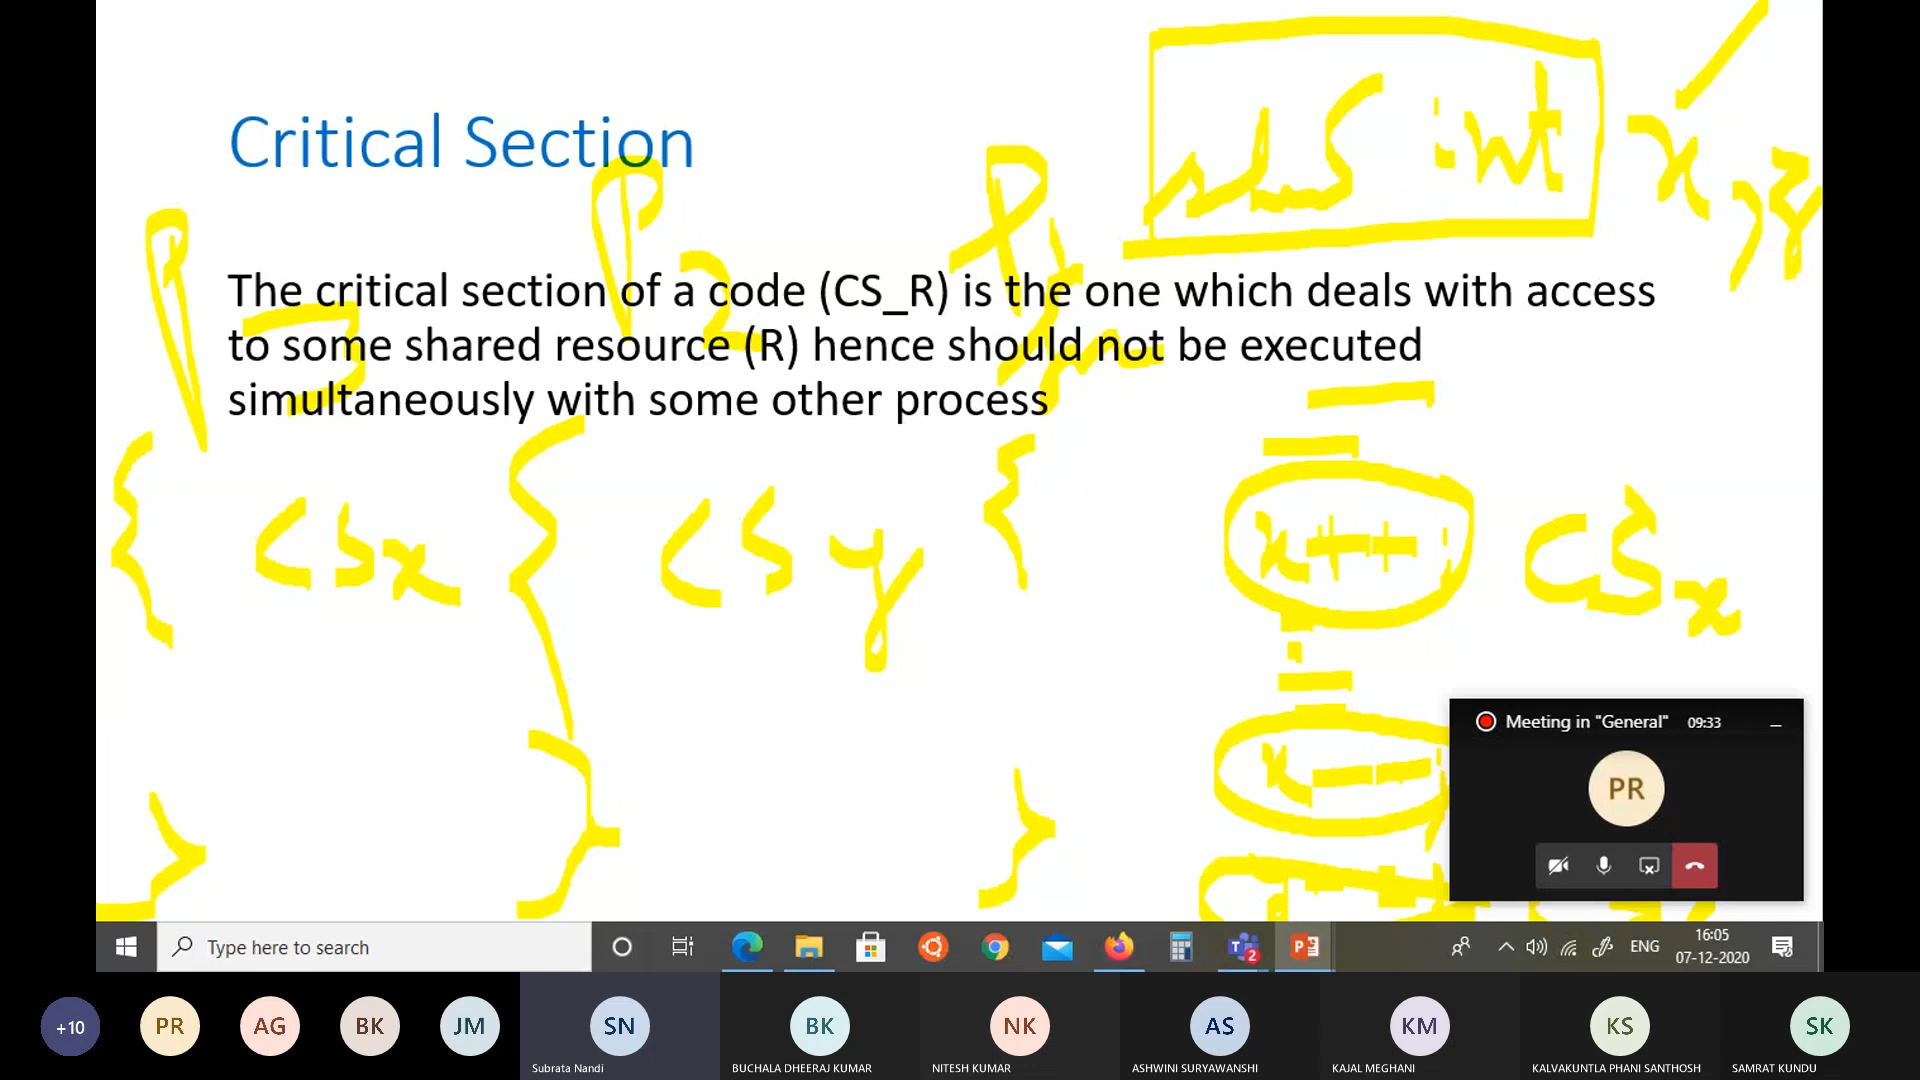 Critical Section
int x, y
P
P2
The critical section of a code (CS_R) is the one which deals with access
to some shared resource (R) hence should not be executed
simultaneously with some other process
{ CSx { CSy { x++; CSx
x--;
} } }
Meeting in "General" 09:33
PR
Type here to search
2
ENG
16:05
07-12-2020
+10
PR
AG
BK
JM
SN
BK
NK
AS
KM
KS
SK
Subrata Nandi
BUCHALA DHEERAJ KUMAR
NITESH KUMAR
ASHWINI SURYAWANSHI
KAJAL MEGHANI
KALVAKUNTLA PHANI SANTHOSH
SAMRAT KUNDU